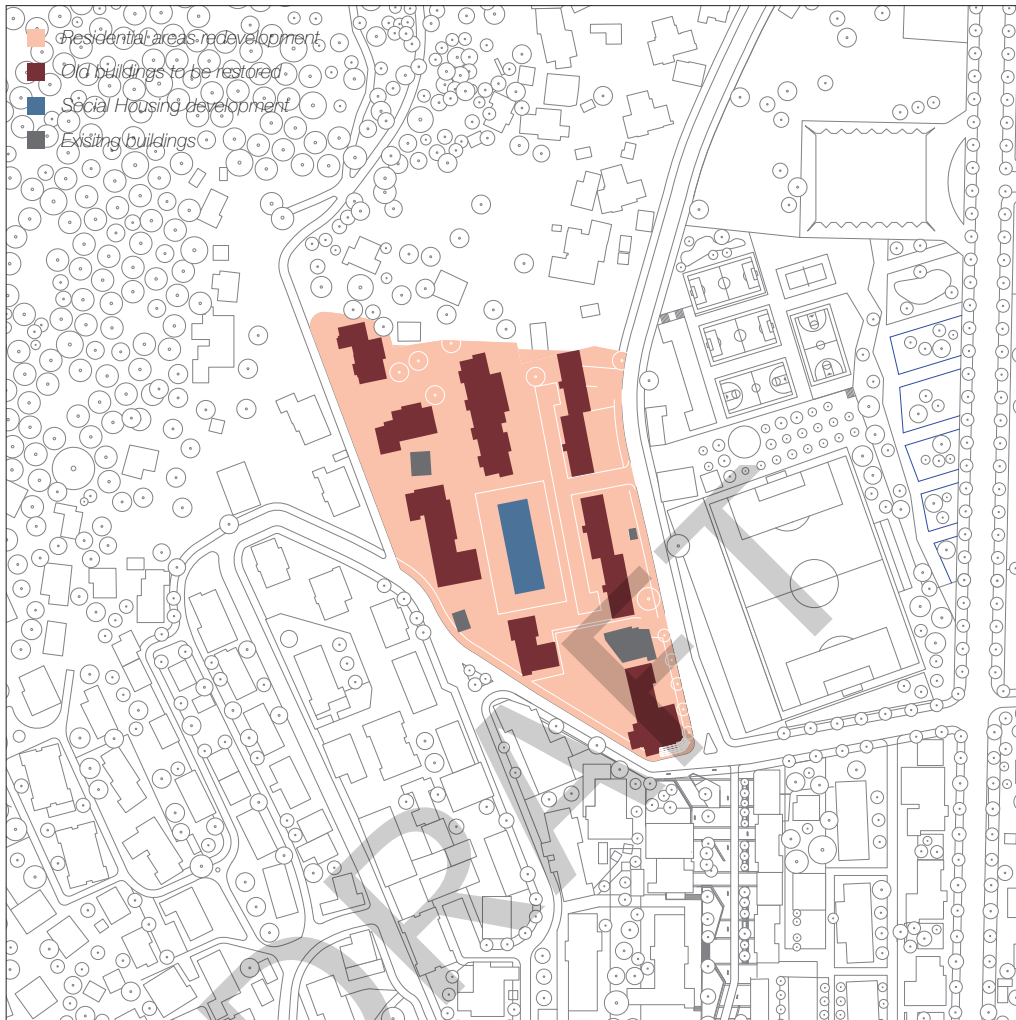 Residential areas redevelopment
Old buildings to be restored
Social Housing development
Exisiting buildings
DRAFT